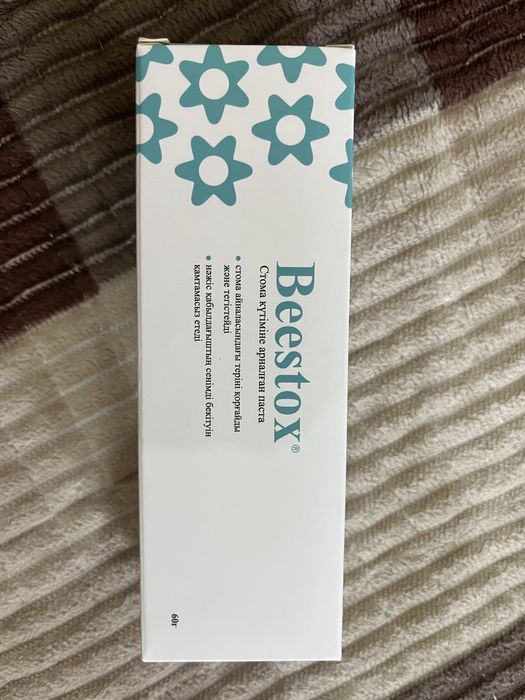 Beestox®
Стома күтіміне арналған паста
• стома айналасындағы теріні қорғайды
және тегістейді
• нәжіс қабылдағыштың сенімді бекітуін
қамтамасыз етеді
60г